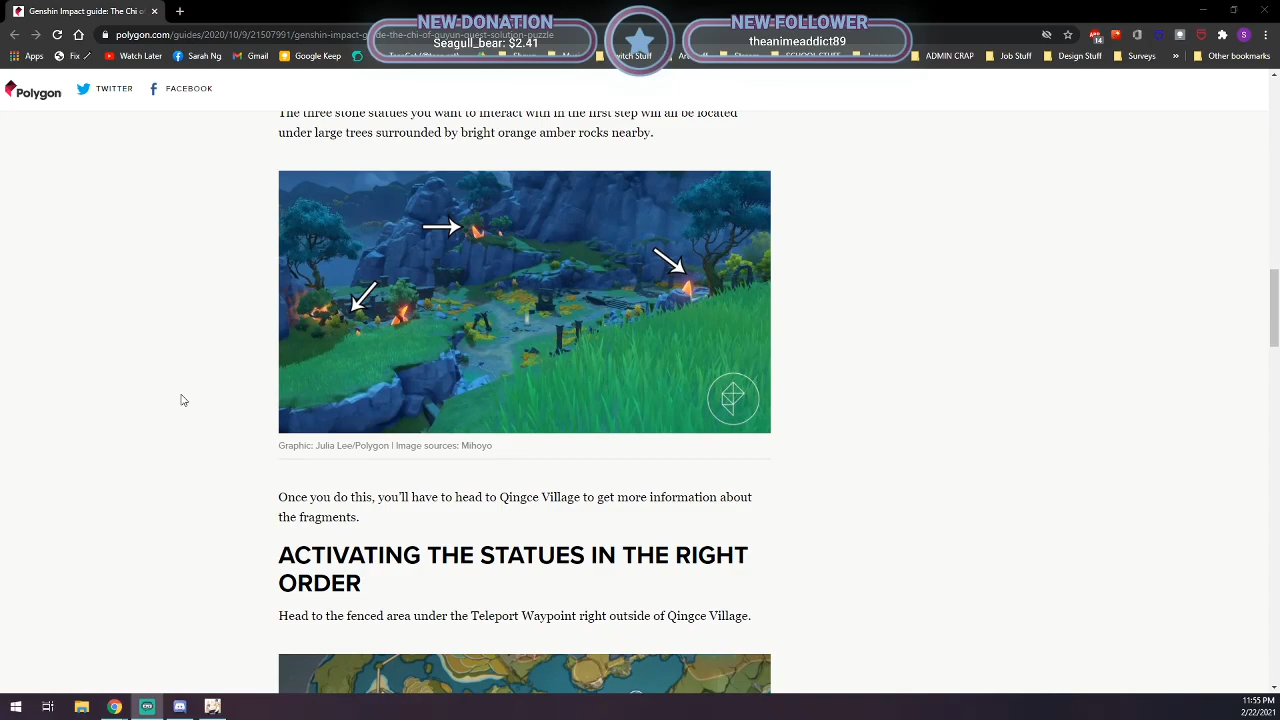 Genshin Impact guide: The Chi o
NEW DONATION
Seagull_bear: $2.41
NEW FOLLOWER
theanimeaddict89
polygon.com/guides/2020/10/9/21507991/genshin-impact-guide-the-chi-of-guyun-quest-solution-puzzle
Apps
Fix
Watch Later
Sarah Ng
Gmail
Google Keep
ADMIN CRAP
Job Stuff
Design Stuff
Surveys
»
Other bookmarks
14
S
Polygon
TWITTER
FACEBOOK
The three stone statues you want to interact with in the first step will all be located
under large trees surrounded by bright orange amber rocks nearby.
Graphic: Julia Lee/Polygon | Image sources: Mihoyo
Once you do this, you'll have to head to Qingce Village to get more information about
the fragments.
ACTIVATING THE STATUES IN THE RIGHT
ORDER
Head to the fenced area under the Teleport Waypoint right outside of Qingce Village.
11:55 PM
2/22/2021